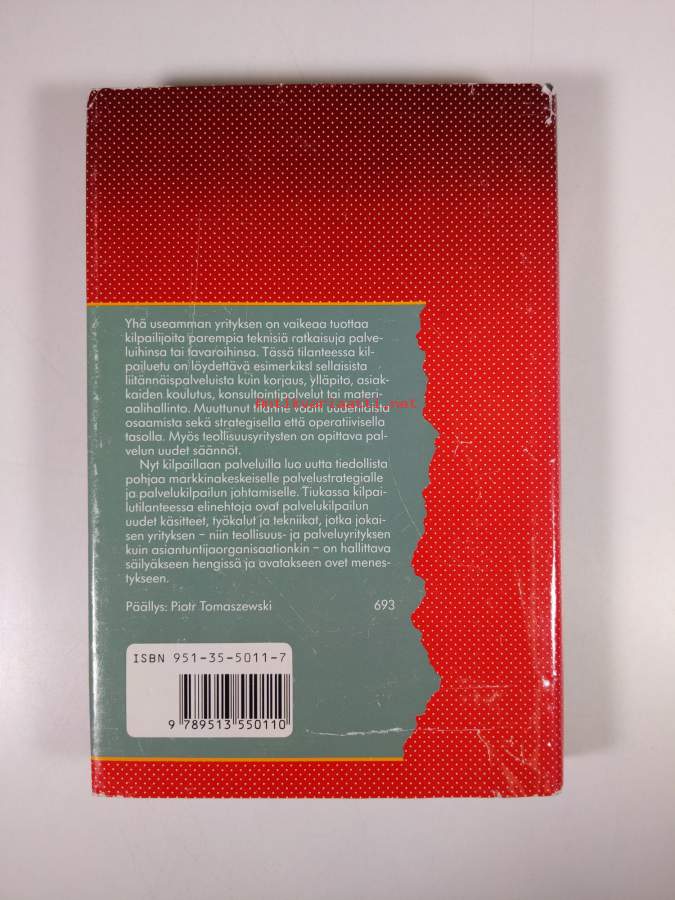 Yhä useamman yrityksen on vaikeaa tuottaa
kilpailijoita parempia teknisiä ratkaisuja palve-
luihinsa tai tavaroihinsa. Tässä tilanteessa kil-
pailuetu on löydettävä esimerkiksi sellaisista
liitännäispalveluista kuin korjaus, ylläpito, asiak-
kaiden koulutus, konsultointipalvelut tai materi-
antikvariaatti.net
aalihallinto. Muuttunut tilanne vaatii uudenlaista
osaamista sekä strategisella että operatiivisella
tasolla. Myös teollisuusyritysten on opittava pal-
velun uudet säännöt.
Nyt kilpaillaan palveluilla luo uutta tiedollista
pohjaa markkinakeskeiselle palvelustrategialle
ja palvelukilpailun johtamiselle. Tiukassa kilpai-
lutilanteessa elinehtoja ovat palvelukilpailun
uudet käsitteet, työkalut ja tekniikat, jotka jokai-
sen yrityksen – niin teollisuus- ja palveluyrityksen
kuin asiantuntijaorganisaationkin – on hallittava
säilyäkseen hengissä ja avatakseen ovet menes-
tykseen.
Päällys: Piotr Tomaszewski 693
ISBN 951-35-5011-7
9 789513 550110